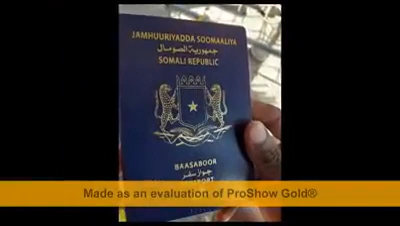 JAMHUURIYADDA SOOMAALIYA
جمهورية الصومال
SOMALI REPUBLIC
BAASABOOR
جواز سفر
Made as an evaluation of ProShow Gold®